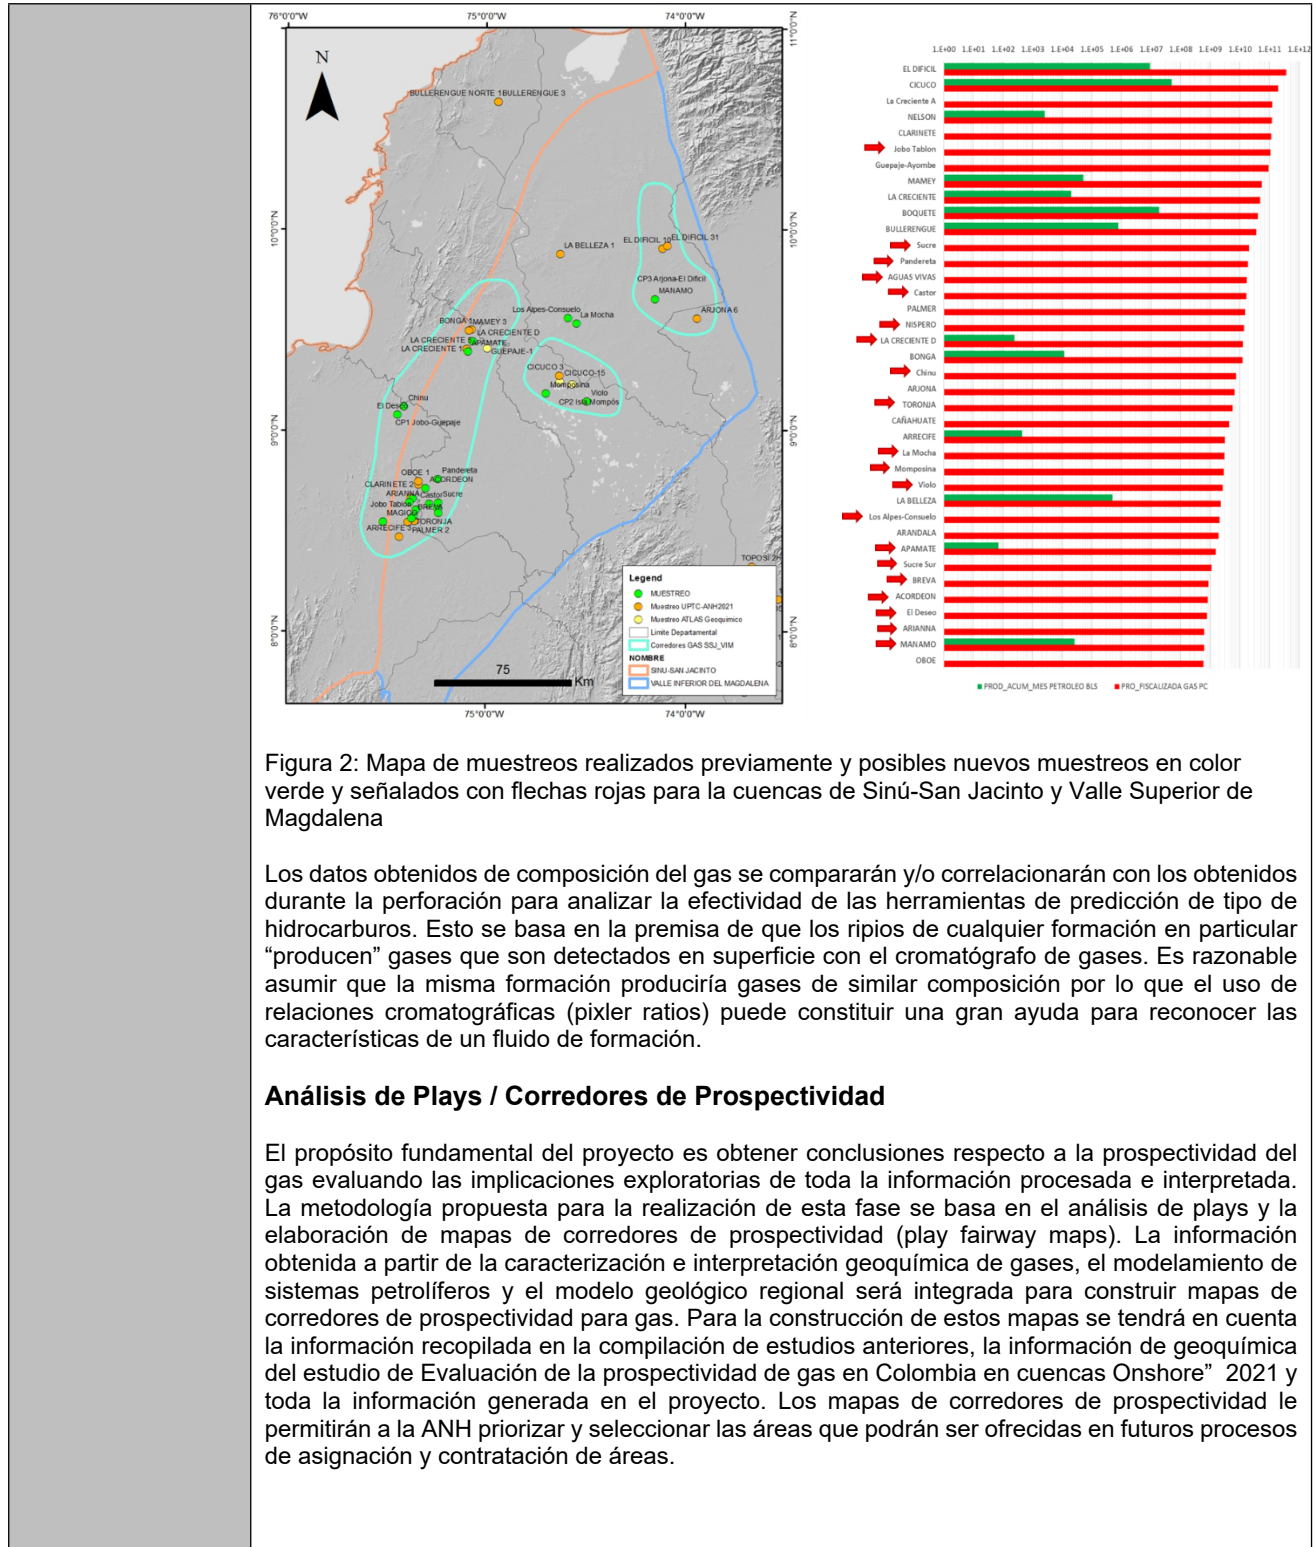 76°0'0"W
75°0'0"W
74°0'0"W
11°0'0"N
N
BULLERENGUE NORTE 1
BULLERENGUE 3
10°0'0"N
10°0'0"N
LA BELLEZA 1
EL DIFICIL 10
EL DIFICIL 31
CP3 Arjona-El Dificil
MANAMO
ARJONA 6
Los Alpes-Consuelo
La Mocha
BONGA 1
MAMEY 3
LA CRECIENTE D
LA CRECIENTE
APAMATE
LA CRECIENTE 1
GUEPAJE-1
CICUCO 3
CICUCO-15
Momposina
Violo
CP2 Isla Mompós
Chinu
El Deseo
CP1 Jobo-Guepaje
9°0'0"N
9°0'0"N
OBOE 1
Pandereta
ACORDEON
CLARINETE 2
ARIANNA
Castor
Sucre
Jobo Tablón
BREVA
MAGICO
TORONJA
ARRECIFE 3
PALMER 2
TOPOSI 2
8°0'0"N
8°0'0"N
Legend
MUESTREO
Muestreo UPTC-ANH2021
Muestreo ATLAS Geoquimico
Limite Departamental
Corredores GAS SSJ_VIM
NOMBRE
SINU-SAN JACINTO
VALLE INFERIOR DEL MAGDALENA
75
Km
75°0'0"W
74°0'0"W
1.E+00 1.E+01 1.E+02 1.E+03 1.E+04 1.E+05 1.E+06 1.E+07 1.E+08 1.E+09 1.E+10 1.E+11 1.E+12
EL DIFICIL
CICUCO
La Creciente A
NELSON
CLARINETE
Jobo Tablon
Guepaje-Ayombe
MAMEY
LA CRECIENTE
BOQUETE
BULLERENGUE
Sucre
Pandereta
AGUAS VIVAS
Castor
PALMER
NISPERO
LA CRECIENTE D
BONGA
Chinu
ARJONA
TORONJA
CAÑAHUATE
ARRECIFE
La Mocha
Momposina
Violo
LA BELLEZA
Los Alpes-Consuelo
ARANDALA
APAMATE
Sucre Sur
BREVA
ACORDEON
El Deseo
ARIANNA
MANAMO
OBOE
PROD_ACUM_MES PETROLEO BLS
PRO_FISCALIZADA GAS PC
Figura 2: Mapa de muestreos realizados previamente y posibles nuevos muestreos en color
verde y señalados con flechas rojas para la cuencas de Sinú-San Jacinto y Valle Superior de
Magdalena
Los datos obtenidos de composición del gas se compararán y/o correlacionarán con los obtenidos
durante la perforación para analizar la efectividad de las herramientas de predicción de tipo de
hidrocarburos. Esto se basa en la premisa de que los ripios de cualquier formación en particular
“producen” gases que son detectados en superficie con el cromatógrafo de gases. Es razonable
asumir que la misma formación produciría gases de similar composición por lo que el uso de
relaciones cromatográficas (pixler ratios) puede constituir una gran ayuda para reconocer las
características de un fluido de formación.
Análisis de Plays / Corredores de Prospectividad
El propósito fundamental del proyecto es obtener conclusiones respecto a la prospectividad del
gas evaluando las implicaciones exploratorias de toda la información procesada e interpretada.
La metodología propuesta para la realización de esta fase se basa en el análisis de plays y la
elaboración de mapas de corredores de prospectividad (play fairway maps). La información
obtenida a partir de la caracterización e interpretación geoquímica de gases, el modelamiento de
sistemas petrolíferos y el modelo geológico regional será integrada para construir mapas de
corredores de prospectividad para gas. Para la construcción de estos mapas se tendrá en cuenta
la información recopilada en la compilación de estudios anteriores, la información de geoquímica
del estudio de Evaluación de la prospectividad de gas en Colombia en cuencas Onshore” 2021 y
toda la información generada en el proyecto. Los mapas de corredores de prospectividad le
permitirán a la ANH priorizar y seleccionar las áreas que podrán ser ofrecidas en futuros procesos
de asignación y contratación de áreas.